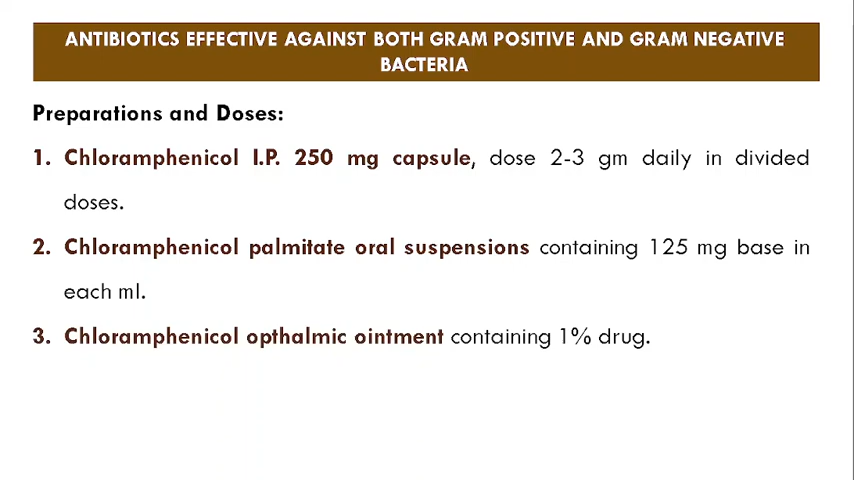 ANTIBIOTICS EFFECTIVE AGAINST BOTH GRAM POSITIVE AND GRAM NEGATIVE
BACTERIA
Preparations and Doses:
1. Chloramphenicol I.P. 250 mg capsule, dose 2-3 gm daily in divided
doses.
2. Chloramphenicol palmitate oral suspensions containing 125 mg base in
each ml.
3. Chloramphenicol opthalmic ointment containing 1% drug.